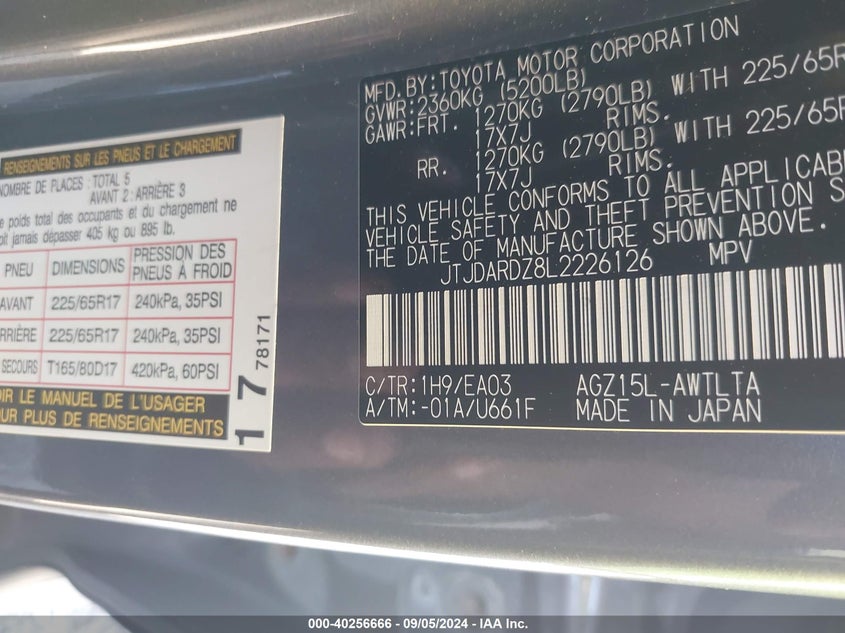 RENSEIGNEMENTS SUR LES PNEUS ET LE CHARGEMENT
NOMBRE DE PLACES : TOTAL 5
AVANT 2 : ARRIÈRE 3
poids total des occupants et du chargement ne
jamais dépasser 405 kg ou 895 lb.
PNEU DIMENSIONS PRESSION DES PNEUS À FROID
AVANT 225/65R17 240kPa, 35PSI
ARRIÈRE 225/65R17 240kPa, 35PSI
SECOURS T165/80D17 420kPa, 60PSI
LE MANUEL DE L'USAGER
PLUS DE RENSEIGNEMENTS
17 78171
MFD.BY:TOYOTA MOTOR CORPORATION
GVWR:2360KG (5200LB)
GAWR:FRT. 1270KG (2790LB) WITH 225/65R
17X7J RIMS.
RR. 1270KG (2790LB) WITH 225/65R
17X7J RIMS.
THIS VEHICLE CONFORMS TO ALL APPLICAB
VEHICLE SAFETY AND THEFT PREVENTION S
THE DATE OF MANUFACTURE SHOWN ABOVE.
JTJDARDZ8L2226126 MPV
C/TR:1H9/EA03 AGZ15L-AWTLTA
A/TM:-01A/U661F MADE IN JAPAN
000-40256666 - 09/05/2024 - IAA Inc.